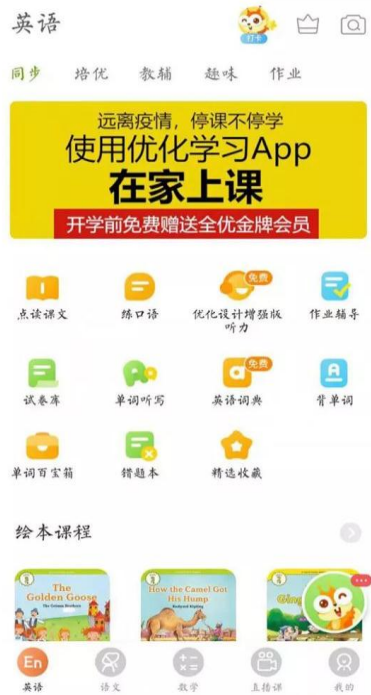 英语
打卡
同步 培优 教辅 趣味 作业
远离疫情，停课不停学
使用优化学习App
在家上课
开学前免费赠送全优金牌会员
免费
点读课文 练口语 优化设计增强版 作业辅导
听力
免费
试卷库 单词听写 英语词典 背单词
单词百宝箱 错题本 精选收藏
绘本课程
The
Golden Goose
How the Camel Got
His Hump
Ging
En
英语 语文 数学 直播课 我的